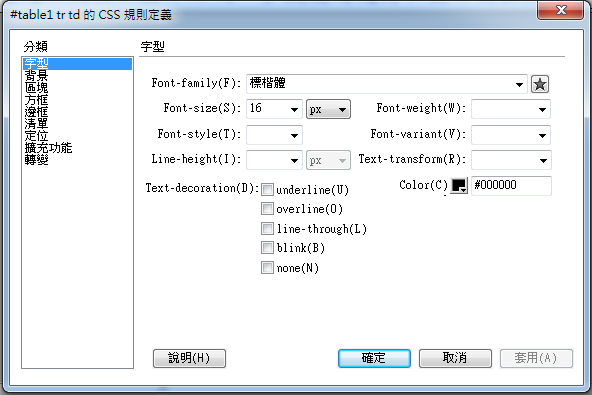 #table1 tr td 的 CSS 規則定義
分類
字型
背景
區塊
方框
邊框
清單
定位
擴充功能
轉變
字型
Font-family(F): 標楷體
Font-size(S): 16 px Font-weight(W):
Font-style(T): Font-variant(V):
Line-height(I): px Text-transform(R):
Text-decoration(D): underline(U) Color(C) #000000
overline(O)
line-through(L)
blink(B)
none(N)
說明(H) 確定 取消 套用(A)